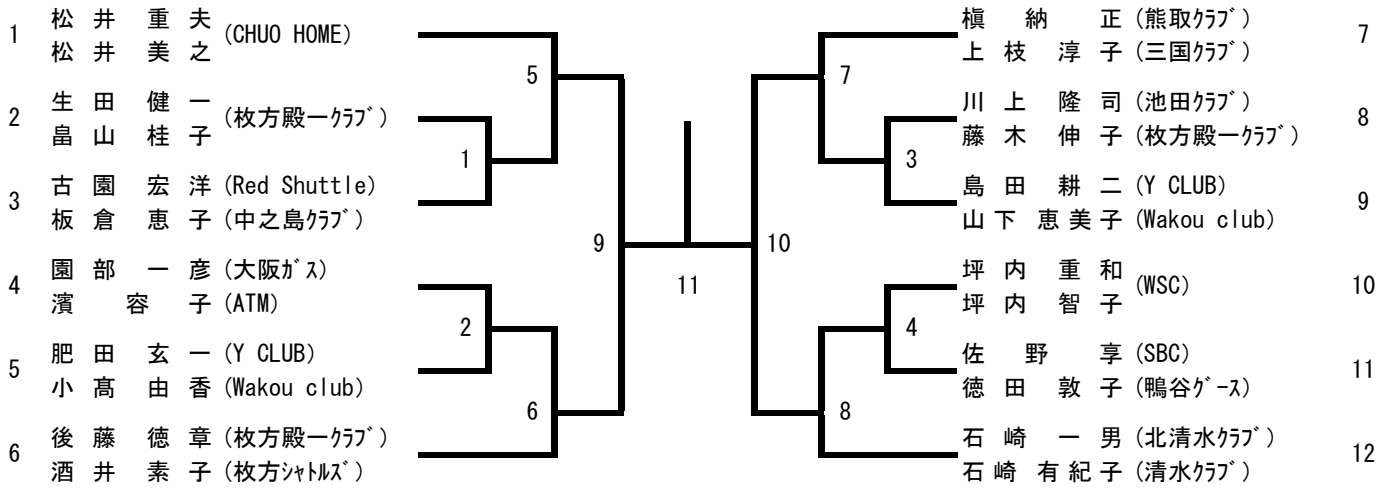 1
松井 重夫
松井 美之
(CHUO HOME)
2
生田 健一
畠山 桂子
(枚方殿一ｸﾗﾌﾞ)
3
古園 宏洋 (Red Shuttle)
板倉 恵子 (中之島ｸﾗﾌﾞ)
4
園部 一彦 (大阪ｶﾞｽ)
濱 容子 (ATM)
5
肥田 玄一 (Y CLUB)
小髙 由香 (Wakou club)
6
後藤 徳章 (枚方殿一ｸﾗﾌﾞ)
酒井 素子 (枚方ｼｬﾄﾙｽﾞ)
5
1
2
6
9
11
10
7
3
4
8
槇納 正 (熊取ｸﾗﾌﾞ)
上枝 淳子 (三国ｸﾗﾌﾞ)
7
川上 隆司 (池田ｸﾗﾌﾞ)
藤木 伸子 (枚方殿一ｸﾗﾌﾞ)
8
島田 耕二 (Y CLUB)
山下 恵美子 (Wakou club)
9
坪内 重和
坪内 智子
(WSC)
10
佐野 享 (SBC)
徳田 敦子 (鴨谷ｸﾞｰｽ)
11
石崎 一男 (北清水ｸﾗﾌﾞ)
石崎 有紀子 (清水ｸﾗﾌﾞ)
12